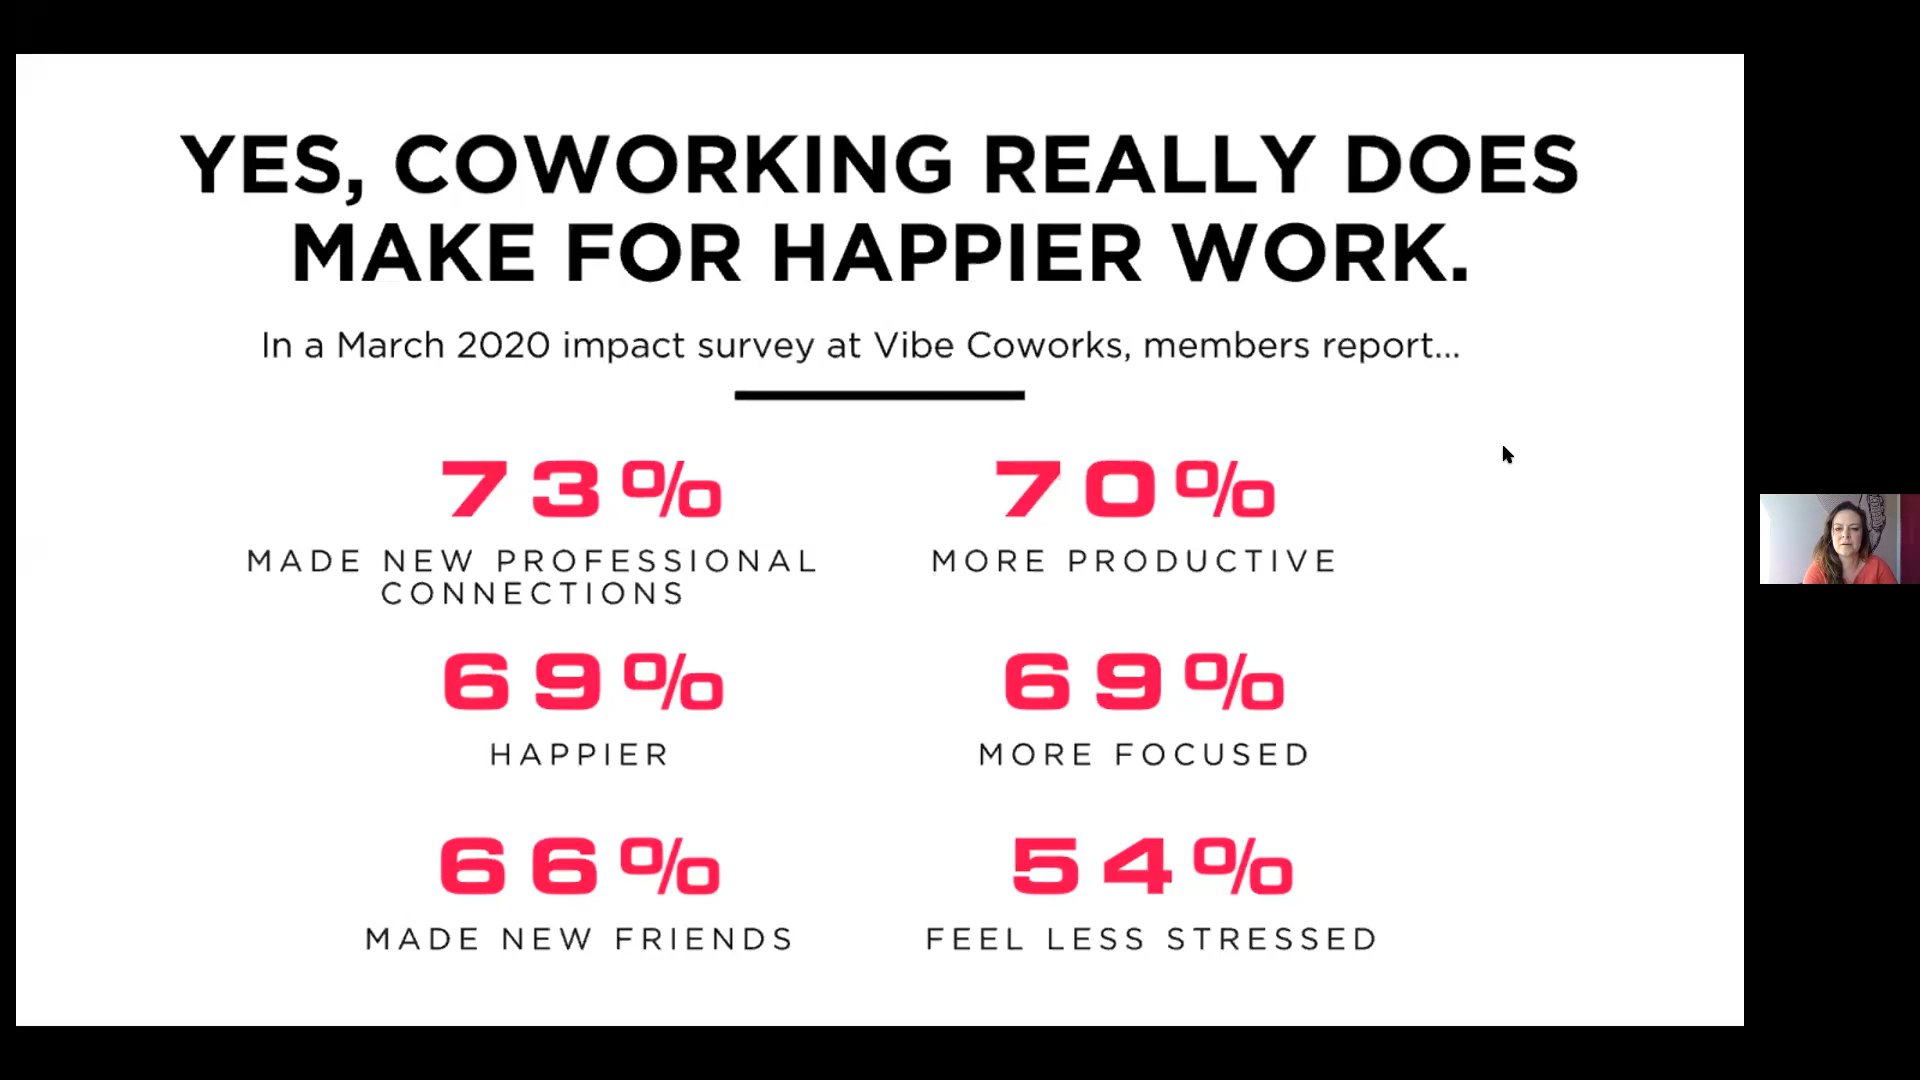 YES, COWORKING REALLY DOES
MAKE FOR HAPPIER WORK.
In a March 2020 impact survey at Vibe Coworks, members report...
73%
MADE NEW PROFESSIONAL
CONNECTIONS
70%
MORE PRODUCTIVE
69%
HAPPIER
69%
MORE FOCUSED
66%
MADE NEW FRIENDS
54%
FEEL LESS STRESSED